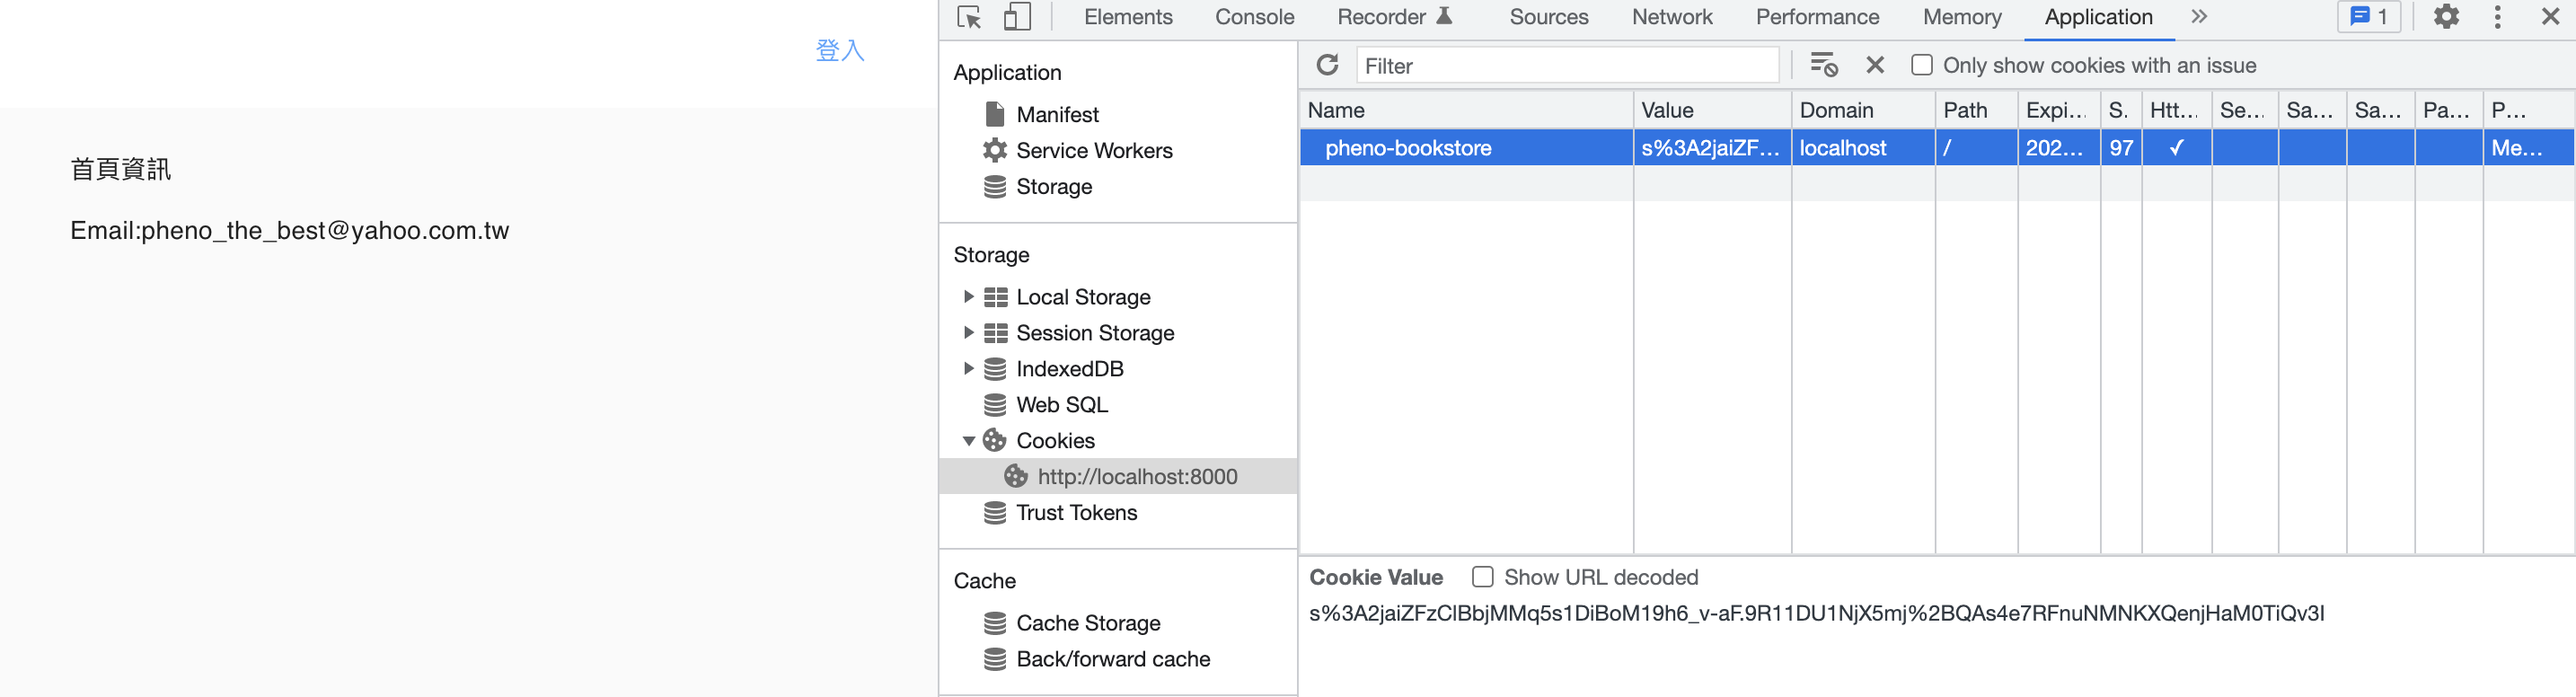 登入
首頁資訊
Email:pheno_the_best@yahoo.com.tw
Elements Console Recorder Sources Network Performance Memory Application » 1
Application
Manifest
Service Workers
Storage
Storage
Local Storage
Session Storage
IndexedDB
Web SQL
Cookies
http://localhost:8000
Trust Tokens
Cache
Cache Storage
Back/forward cache
Filter Only show cookies with an issue
Name Value Domain Path Expi... S. Htt... Se... Sa... Sa... Pa... P...
pheno-bookstore s%3A2jaiZF... localhost / 202... 97 ✓ Me...
Cookie Value Show URL decoded
s%3A2jaiZFzClBbjMMq5s1DiBoM19h6_v-aF.9R11DU1NjX5mj%2BQAs4e7RFnuNMNKXQenjHaM0TiQv3I